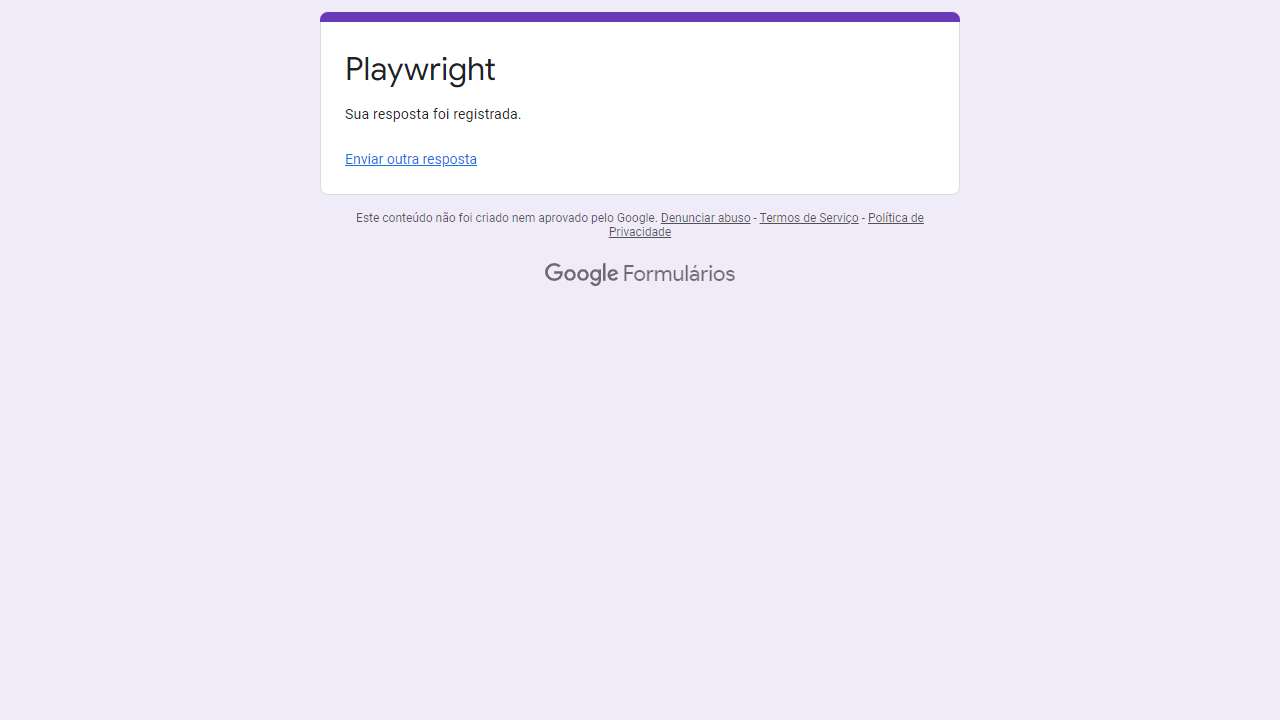 Playwright
Sua resposta foi registrada.
Enviar outra resposta
Este conteúdo não foi criado nem aprovado pelo Google. Denunciar abuso - Termos de Serviço - Política de
Privacidade
Google Formulários